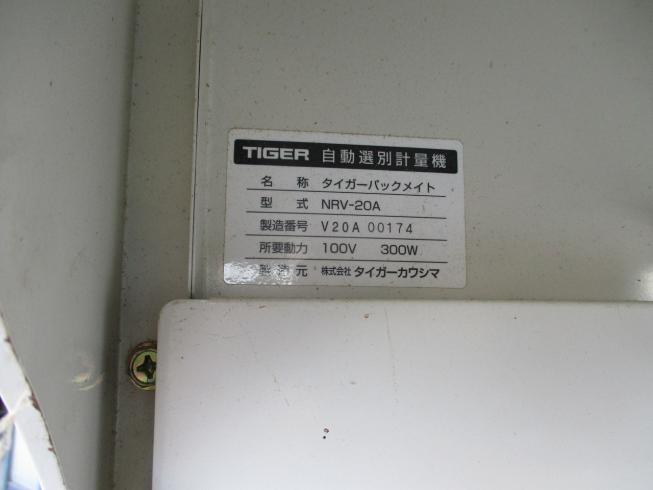 TIGER 自動選別計量機
名 称 タイガーパックメイト
型 式 NRV-20A
製造番号 V20A 00174
所要動力 100V 300W
製造元 株式会社 タイガーカワシマ